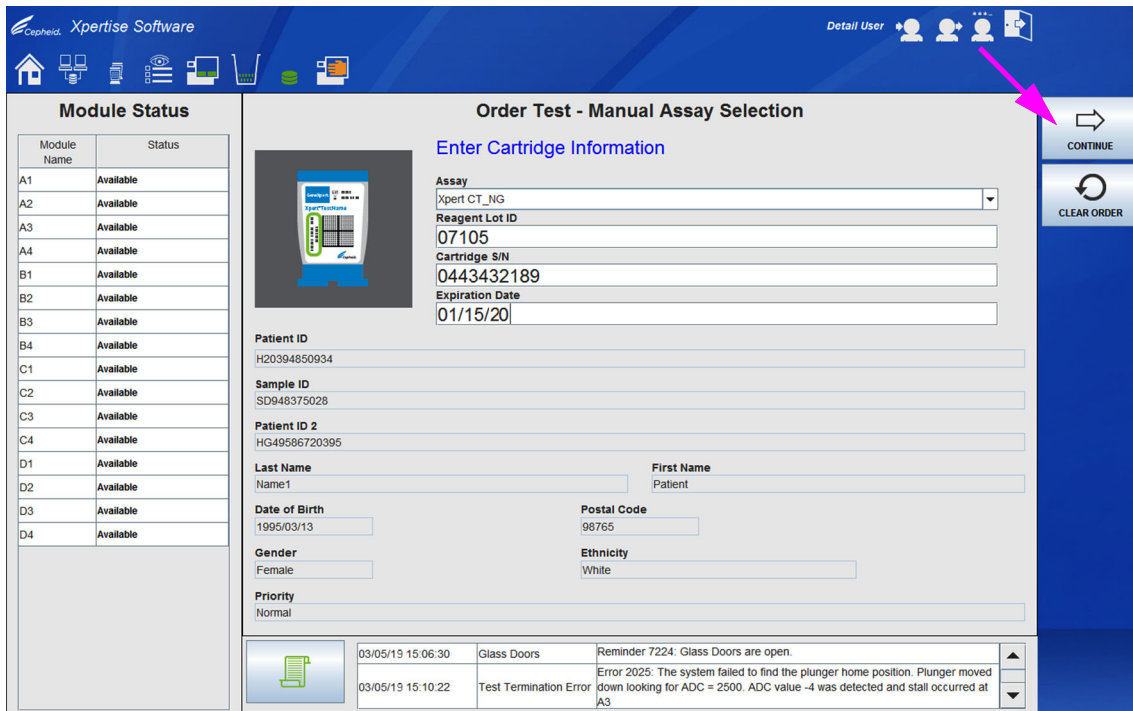 Cepheid. Xpertise Software
Detail User
Module Status
Module Name Status
A1 Available
A2 Available
A3 Available
A4 Available
B1 Available
B2 Available
B3 Available
B4 Available
C1 Available
C2 Available
C3 Available
C4 Available
D1 Available
D2 Available
D3 Available
D4 Available
Order Test - Manual Assay Selection
Enter Cartridge Information
GeneXpert
Xpert*TestName
Cepheid.
Assay
Xpert CT_NG
Reagent Lot ID
07105
Cartridge S/N
0443432189
Expiration Date
01/15/20
Patient ID
H20394850934
Sample ID
SD948375028
Patient ID 2
HG49586720395
Last Name First Name
Name1 Patient
Date of Birth Postal Code
1995/03/13 98765
Gender Ethnicity
Female White
Priority
Normal
03/05/19 15:06:30 Glass Doors Reminder 7224: Glass Doors are open.
03/05/19 15:10:22 Test Termination Error Error 2025: The system failed to find the plunger home position. Plunger moved
down looking for ADC = 2500. ADC value -4 was detected and stall occurred at
A3
CONTINUE
CLEAR ORDER